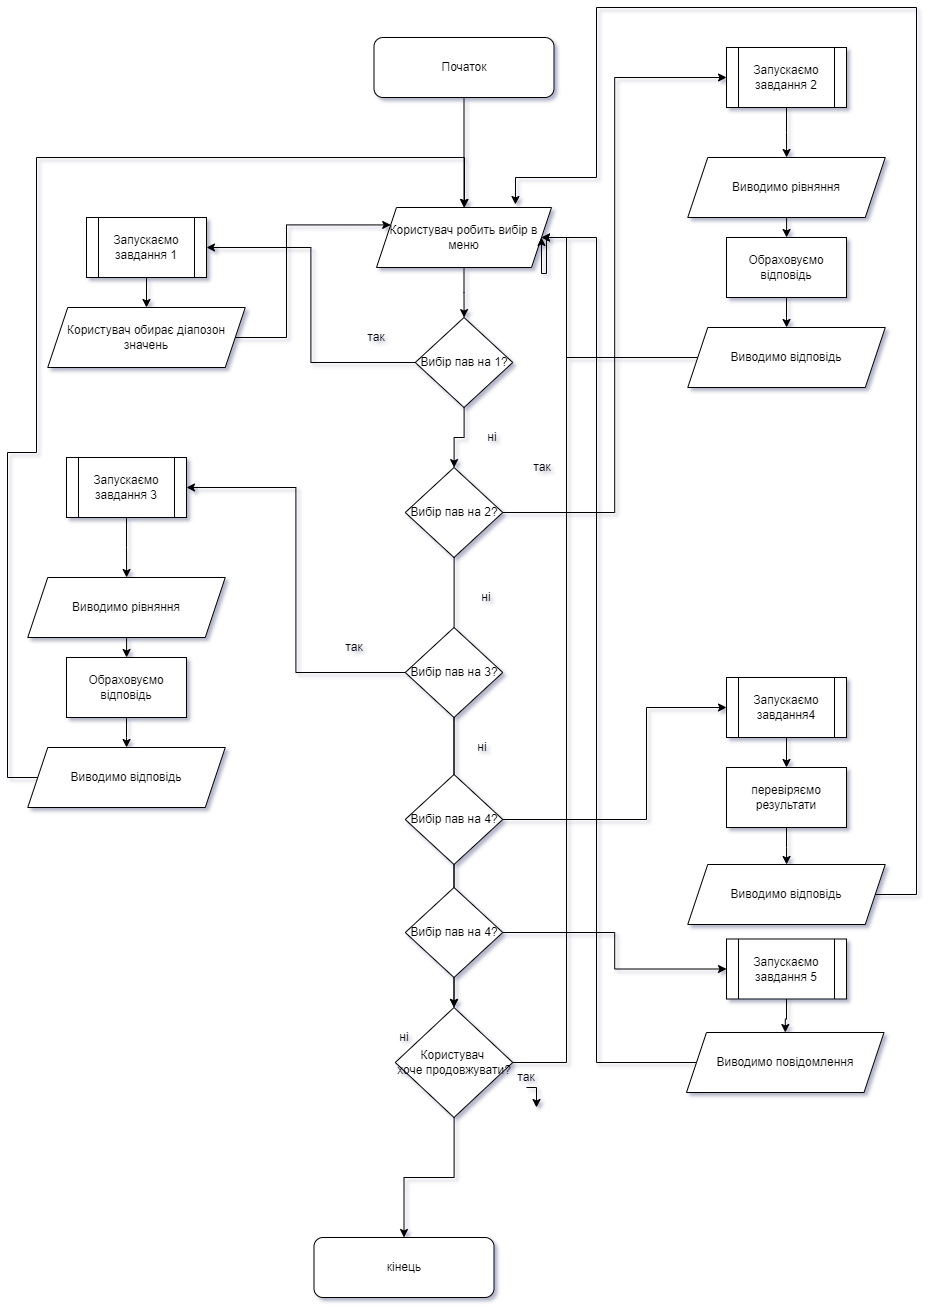 Початок
Запускаємо
завдання 2
Виводимо рівняння
Користувач робить вибір в
меню
Запускаємо
завдання 1
Обраховуємо
відповідь
Користувач обирає діапозон
значень
так
Виводимо відповідь
Вибір пав на 1?
ні
так
Запускаємо
завдання 3
Вибір пав на 2?
ні
Виводимо рівняння
так
Вибір пав на 3?
Обраховуємо
відповідь
Запускаємо
завдання4
ні
Виводимо відповідь
перевіряємо
результати
Вибір пав на 4?
Виводимо відповідь
Вибір пав на 4?
Запускаємо
завдання 5
ні
Користувач
хоче продовжувати?
Виводимо повідомлення
так
кінець